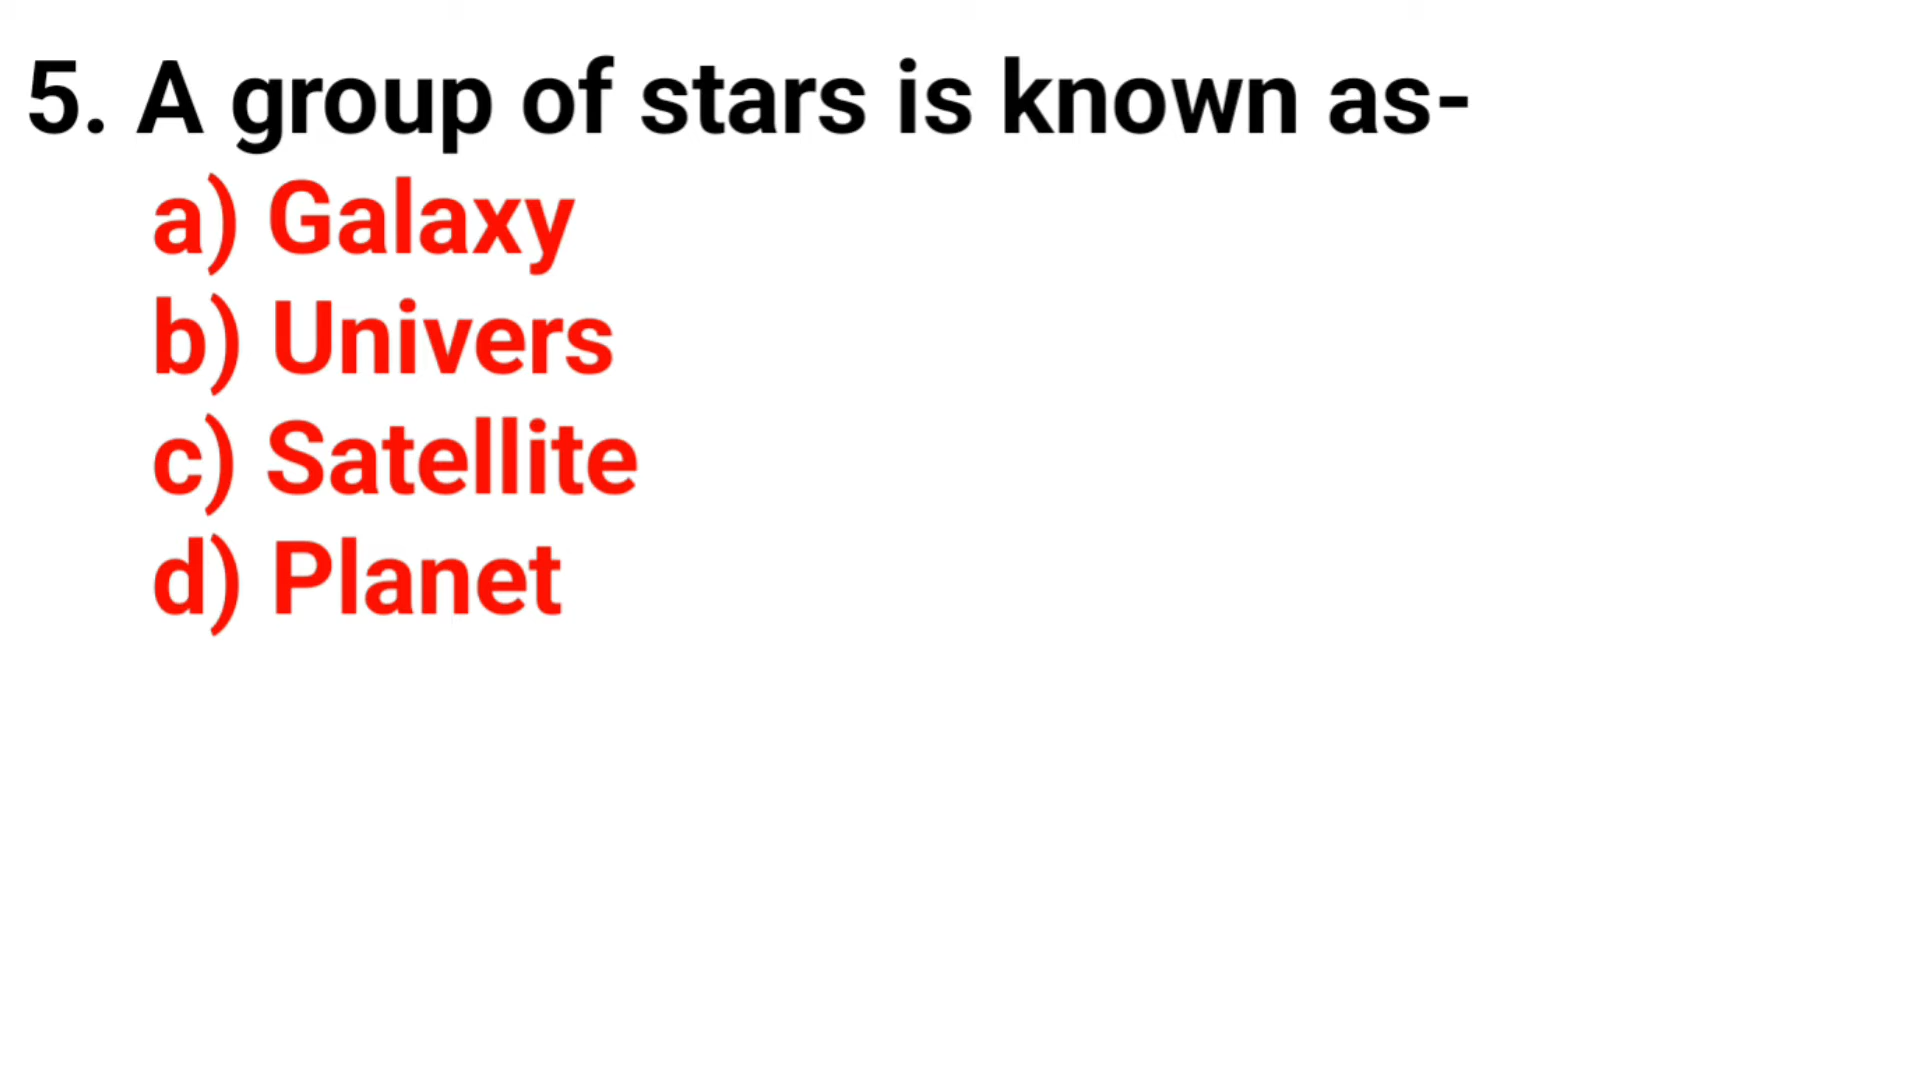 5. A group of stars is known as-
a) Galaxy
b) Univers
c) Satellite
d) Planet